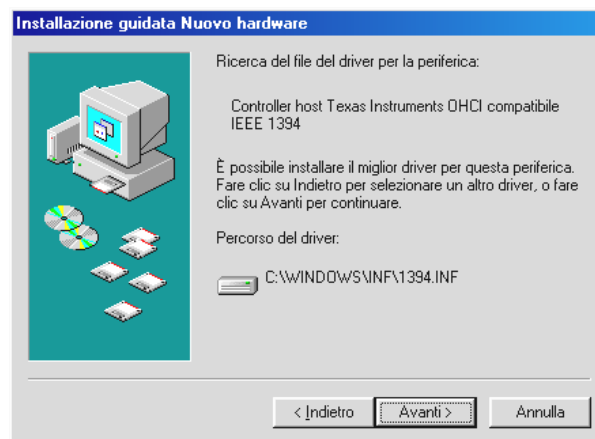 Installazione guidata Nuovo hardware
Ricerca del file del driver per la periferica:
Controller host Texas Instruments OHCI compatibile
IEEE 1394
È possibile installare il miglior driver per questa periferica.
Fare clic su Indietro per selezionare un altro driver, o fare
clic su Avanti per continuare.
Percorso del driver:
C:\WINDOWS\INF\1394.INF
< Indietro Avanti > Annulla